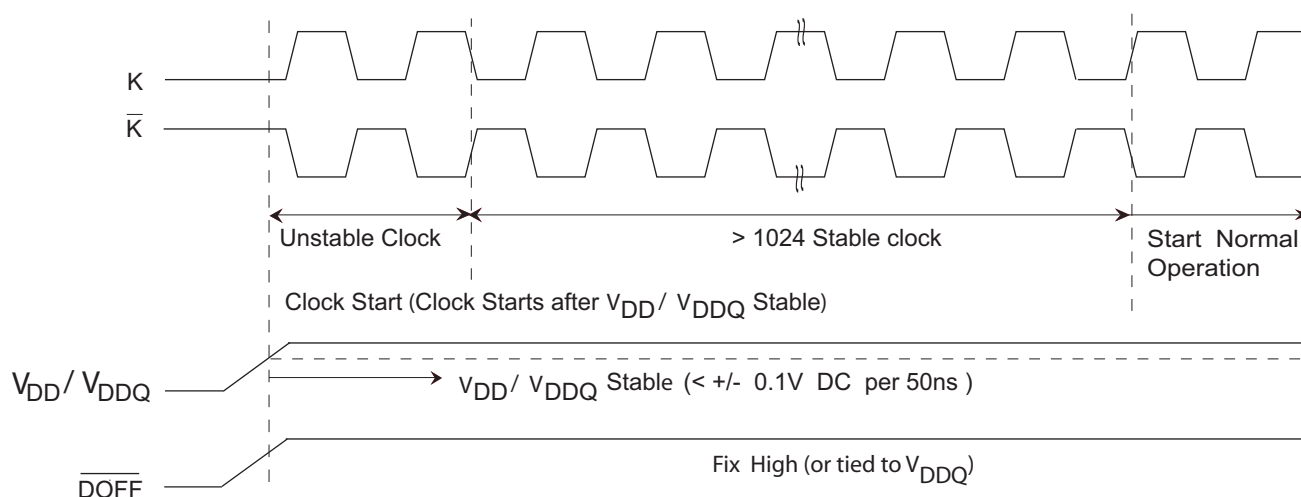 K
K̅
Unstable Clock
> 1024 Stable clock
Start Normal
Operation
Clock Start (Clock Starts after VDD / VDDQ Stable)
VDD / VDDQ
VDD / VDDQ Stable (< +/- 0.1V DC per 50ns )
Fix High (or tied to VDDQ)
D̅O̅F̅F̅